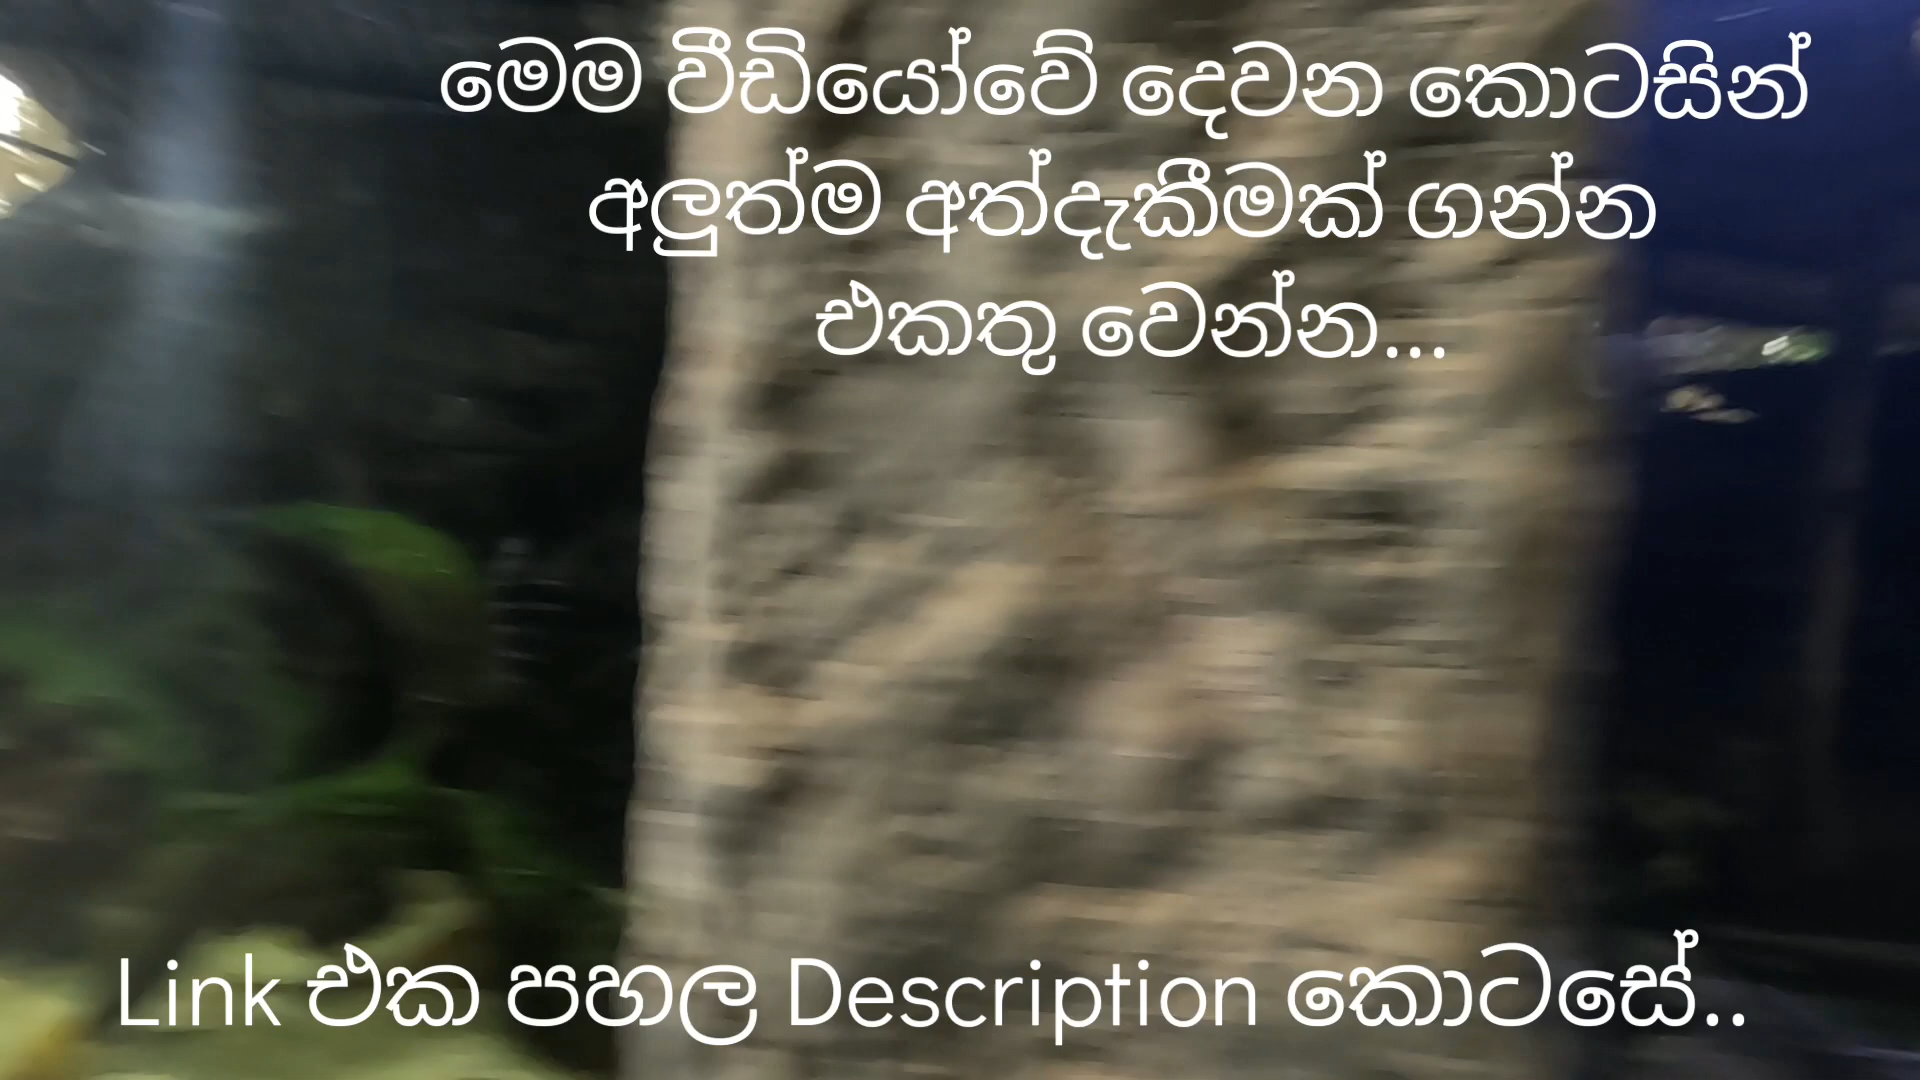 මෙම වීඩියෝවේ දෙවන කොටසින්
අලුත්ම අත්දැකීමක් ගන්න
එකතු වෙන්න...
Link එක පහල Description කොටසේ..